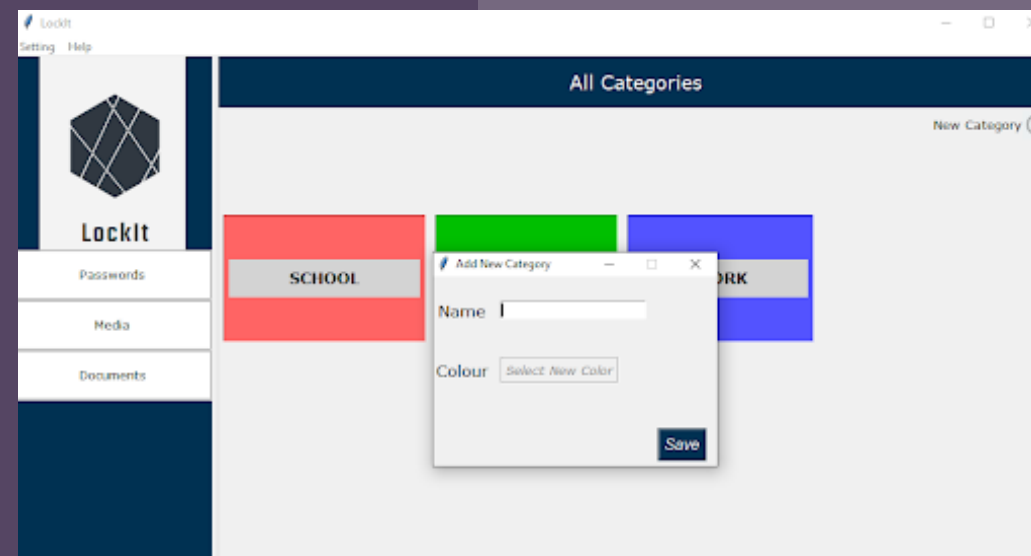 LockIt
Setting Help
All Categories
New Category
LockIt
Passwords
Media
Documents
SCHOOL
Add New Category
Name
Colour
Select New Color
Save